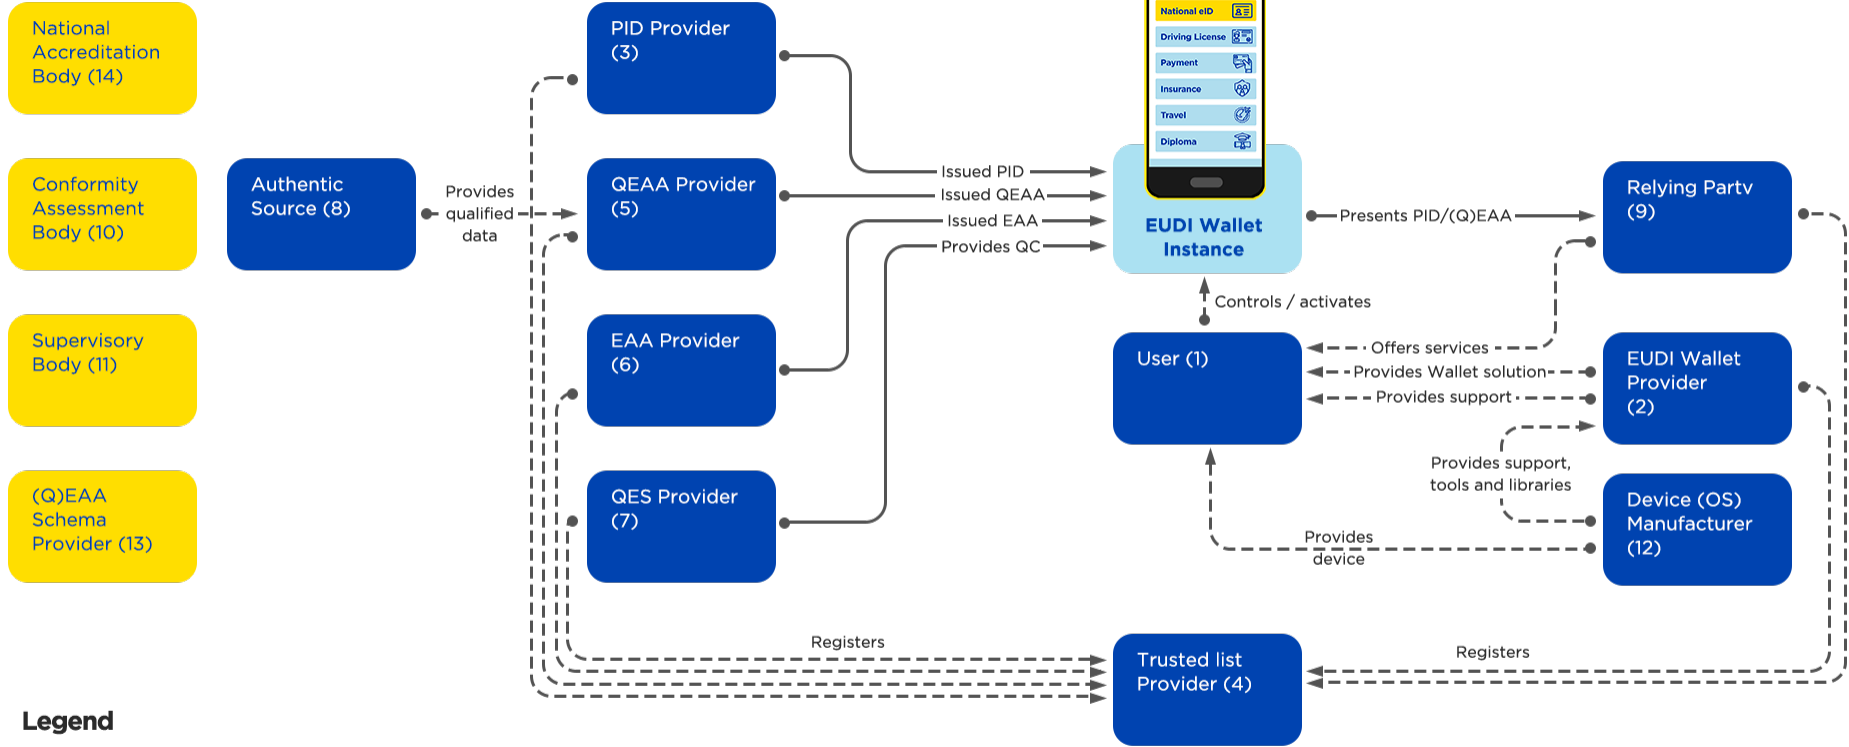 National
Accreditation
Body (14)
Conformity
Assessment
Body (10)
Supervisory
Body (11)
(Q)EAA
Schema
Provider (13)
Authentic
Source (8)
Provides
qualified
data
PID Provider
(3)
QEAA Provider
(5)
EAA Provider
(6)
QES Provider
(7)
Issued PID
Issued QEAA
Issued EAA
Provides QC
National eID
Driving License
Payment
Insurance
Travel
Diploma
EUDI Wallet
Instance
Presents PID/(Q)EAA
Relying Party
(9)
Controls / activates
User (1)
Offers services
Provides Wallet solution
Provides support
EUDI Wallet
Provider
(2)
Provides support,
tools and libraries
Device (OS)
Manufacturer
(12)
Provides
device
Registers
Trusted list
Provider (4)
Registers
Legend